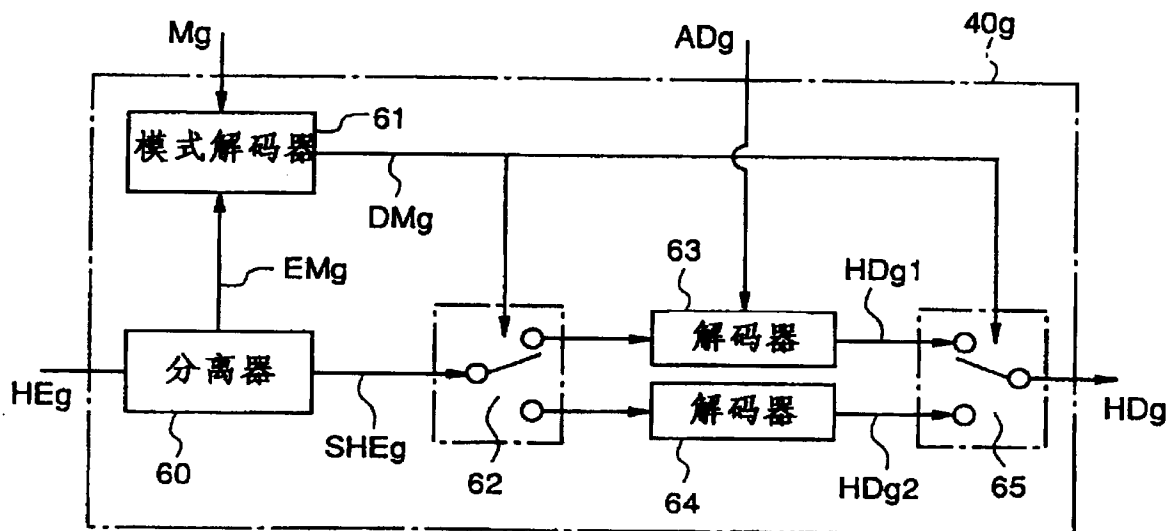 Mg
ADg
40g
61
模式解码器
DMg
EMg
63
HDg1
解码器
分离器
HEg
SHEg
62
解码器
HDg
60
64
HDg2
65